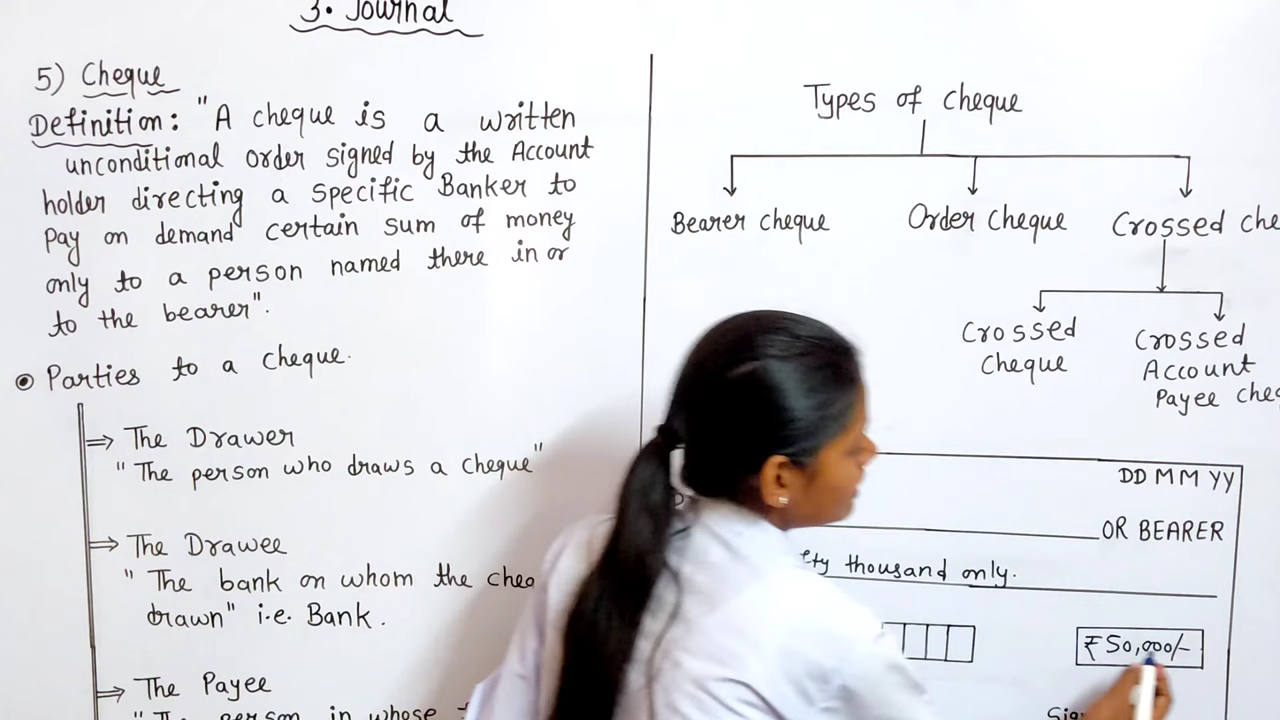 3. Journal
5) Cheque
Definition: "A cheque is a written
unconditional order signed by the Account
holder directing a specific Banker to
pay on demand certain sum of money
only to a person named there in or
to the bearer".
Parties to a cheque.
The Drawer
"The person who draws a cheque"
The Drawee
"The bank on whom the
drawn" i.e. Bank.
The Payee
"The person in whose
Types of cheque
Bearer cheque
Order cheque
Crossed
Crossed
Cheque
Crossed
Account
Payee
DD MM YY
OR BEARER
thousand only.
₹50,000/-